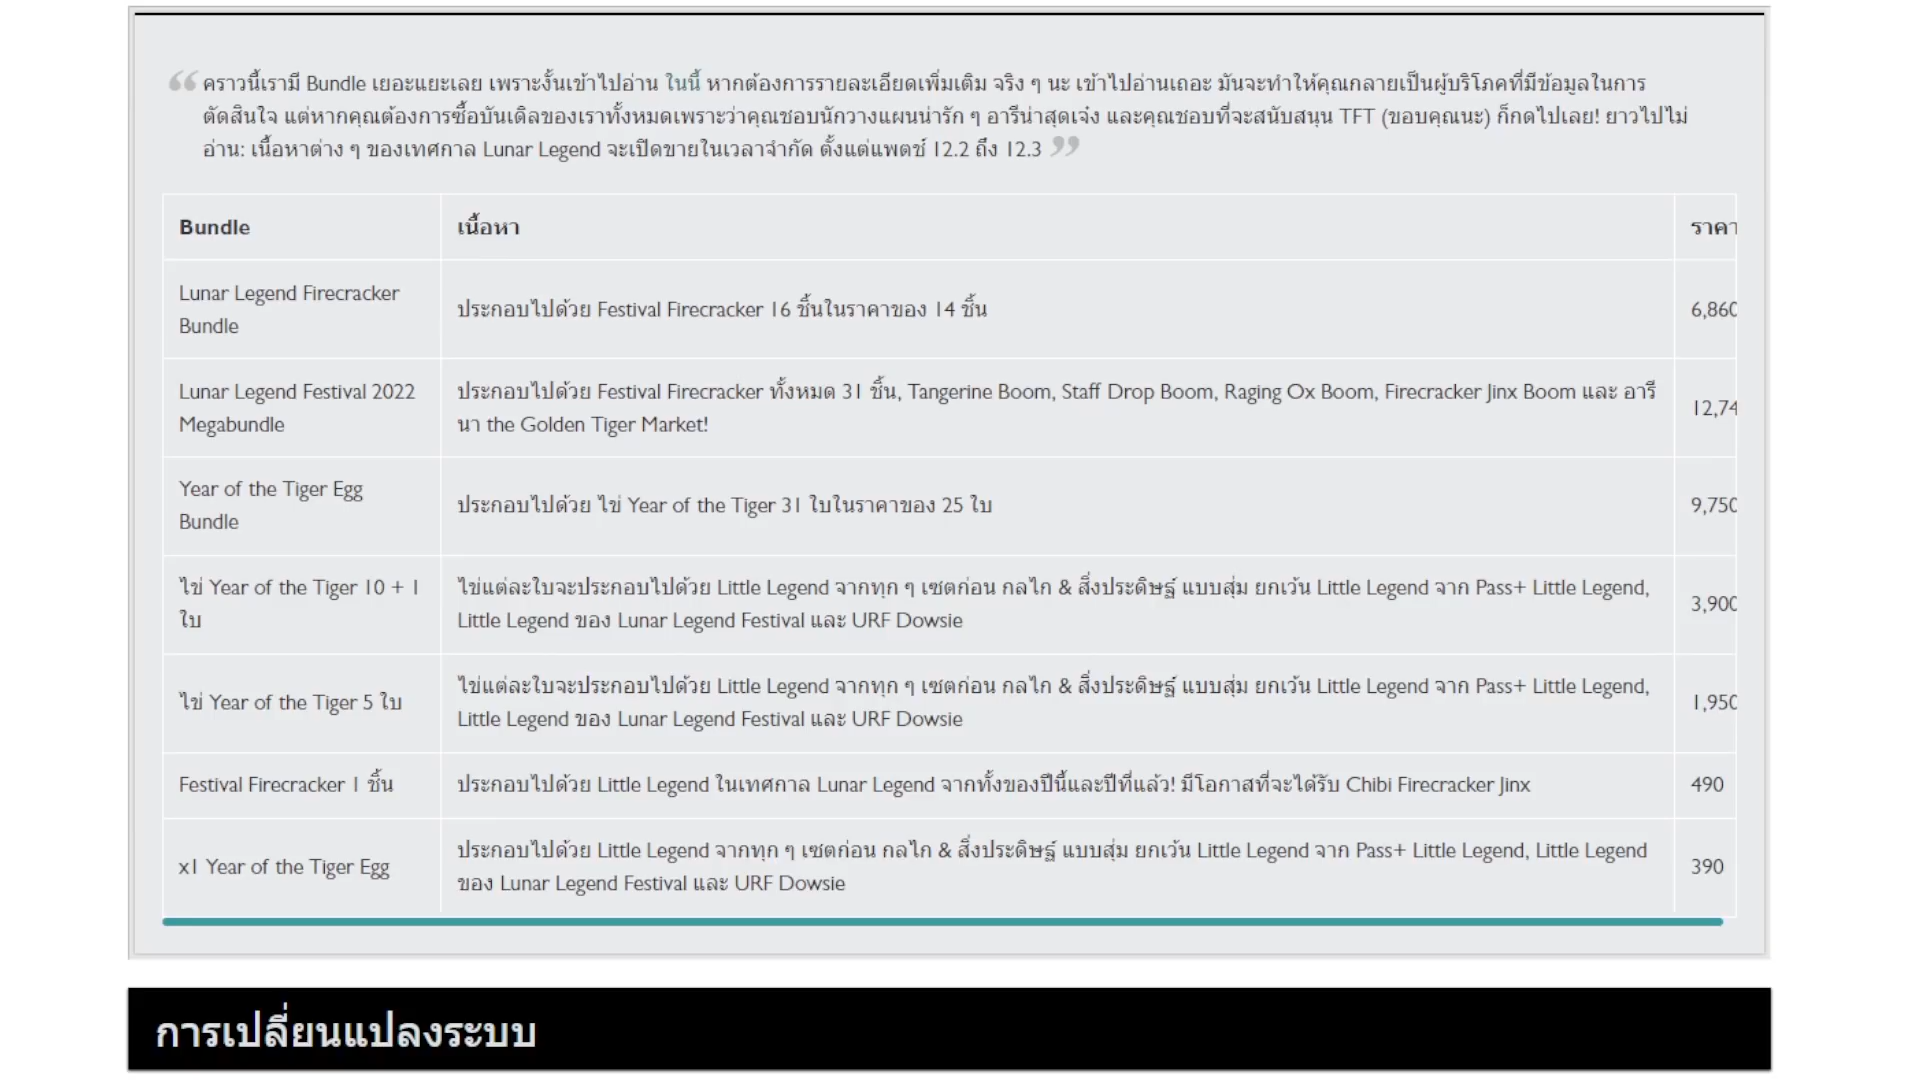 “ คราวนี้เรามี Bundle เยอะแยะเลย เพราะงั้นเข้าไปอ่าน ในนี้ หากต้องการรายละเอียดเพิ่มเติม จริง ๆ นะ เข้าไปอ่านเถอะ มันจะทำให้คุณกลายเป็นผู้บริโภคที่มีข้อมูลในการ
ตัดสินใจ แต่หากคุณต้องการซื้อบันเดิลของเราทั้งหมดเพราะว่าคุณชอบนักวางแผนน่ารัก ๆ อารีน่าสุดเจ๋ง และคุณชอบที่จะสนับสนุน TFT (ขอบคุณนะ) ก็กดไปเลย! ยาวไปไม่
อ่าน: เนื้อหาต่าง ๆ ของเทศกาล Lunar Legend จะเปิดขายในเวลาจำกัด ตั้งแต่แพตช์ 12.2 ถึง 12.3 ”
Bundle เนื้อหา ราคา
Lunar Legend Firecracker
Bundle
ประกอบไปด้วย Festival Firecracker 16 ชิ้นในราคาของ 14 ชิ้น
6,860
Lunar Legend Festival 2022
Megabundle
ประกอบไปด้วย Festival Firecracker ทั้งหมด 31 ชิ้น, Tangerine Boom, Staff Drop Boom, Raging Ox Boom, Firecracker Jinx Boom และ อารี
นา the Golden Tiger Market!
12,74
Year of the Tiger Egg
Bundle
ประกอบไปด้วย ไข่ Year of the Tiger 31 ใบในราคาของ 25 ใบ
9,750
ไข่ Year of the Tiger 10 + 1
ใบ
ไข่แต่ละใบจะประกอบไปด้วย Little Legend จากทุก ๆ เซตก่อน กลไก & สิ่งประดิษฐ์ แบบสุ่ม ยกเว้น Little Legend จาก Pass+ Little Legend,
Little Legend ของ Lunar Legend Festival และ URF Dowsie
3,900
ไข่ Year of the Tiger 5 ใบ
ไข่แต่ละใบจะประกอบไปด้วย Little Legend จากทุก ๆ เซตก่อน กลไก & สิ่งประดิษฐ์ แบบสุ่ม ยกเว้น Little Legend จาก Pass+ Little Legend,
Little Legend ของ Lunar Legend Festival และ URF Dowsie
1,950
Festival Firecracker 1 ชิ้น
ประกอบไปด้วย Little Legend ในเทศกาล Lunar Legend จากทั้งของปีนี้และปีที่แล้ว! มีโอกาสที่จะได้รับ Chibi Firecracker Jinx
490
x1 Year of the Tiger Egg
ประกอบไปด้วย Little Legend จากทุก ๆ เซตก่อน กลไก & สิ่งประดิษฐ์ แบบสุ่ม ยกเว้น Little Legend จาก Pass+ Little Legend, Little Legend
ของ Lunar Legend Festival และ URF Dowsie
390
การเปลี่ยนแปลงระบบ